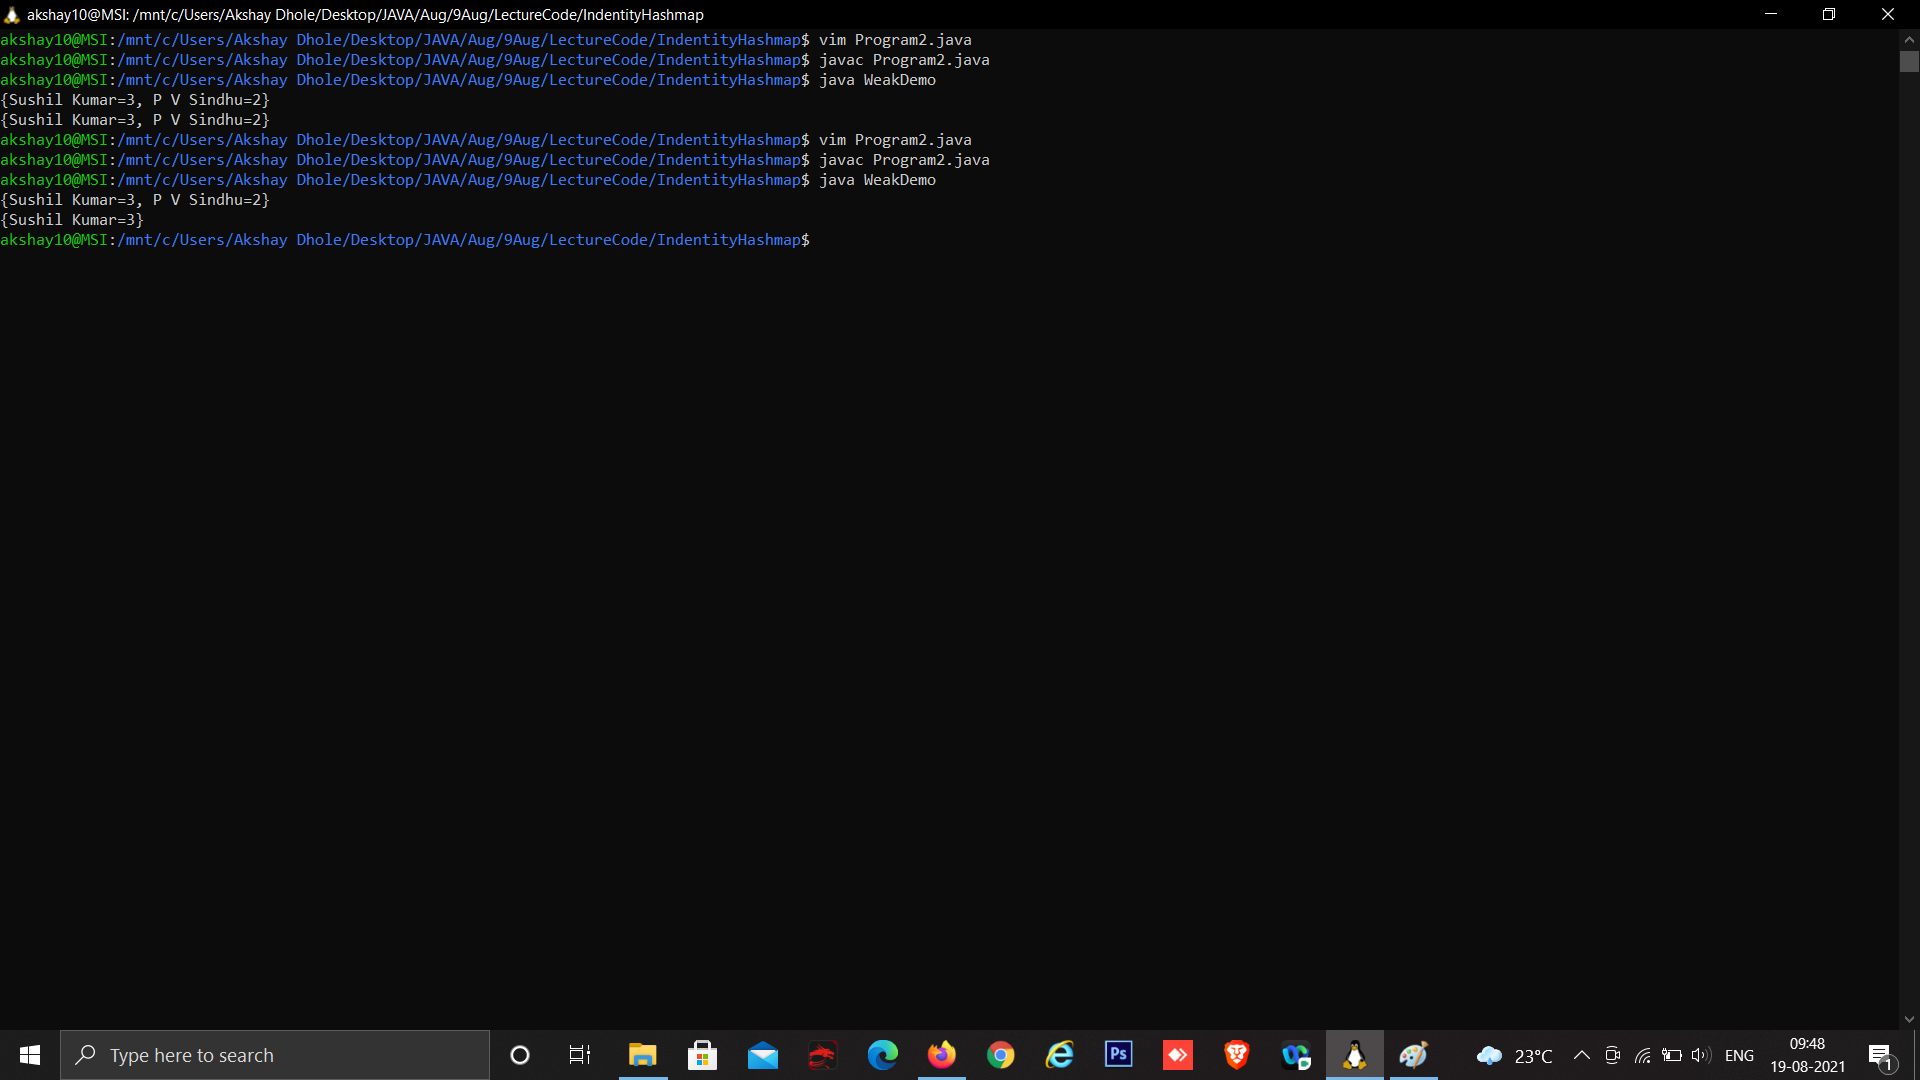 akshay10@MSI: /mnt/c/Users/Akshay Dhole/Desktop/JAVA/Aug/9Aug/LectureCode/IndentityHashmap
akshay10@MSI:/mnt/c/Users/Akshay Dhole/Desktop/JAVA/Aug/9Aug/LectureCode/IndentityHashmap$ vim Program2.java
akshay10@MSI:/mnt/c/Users/Akshay Dhole/Desktop/JAVA/Aug/9Aug/LectureCode/IndentityHashmap$ javac Program2.java
akshay10@MSI:/mnt/c/Users/Akshay Dhole/Desktop/JAVA/Aug/9Aug/LectureCode/IndentityHashmap$ java WeakDemo
{Sushil Kumar=3, P V Sindhu=2}
{Sushil Kumar=3, P V Sindhu=2}
akshay10@MSI:/mnt/c/Users/Akshay Dhole/Desktop/JAVA/Aug/9Aug/LectureCode/IndentityHashmap$ vim Program2.java
akshay10@MSI:/mnt/c/Users/Akshay Dhole/Desktop/JAVA/Aug/9Aug/LectureCode/IndentityHashmap$ javac Program2.java
akshay10@MSI:/mnt/c/Users/Akshay Dhole/Desktop/JAVA/Aug/9Aug/LectureCode/IndentityHashmap$ java WeakDemo
{Sushil Kumar=3, P V Sindhu=2}
{Sushil Kumar=3}
akshay10@MSI:/mnt/c/Users/Akshay Dhole/Desktop/JAVA/Aug/9Aug/LectureCode/IndentityHashmap$
Type here to search
Ps
23°C
ENG
09:48
19-08-2021
1